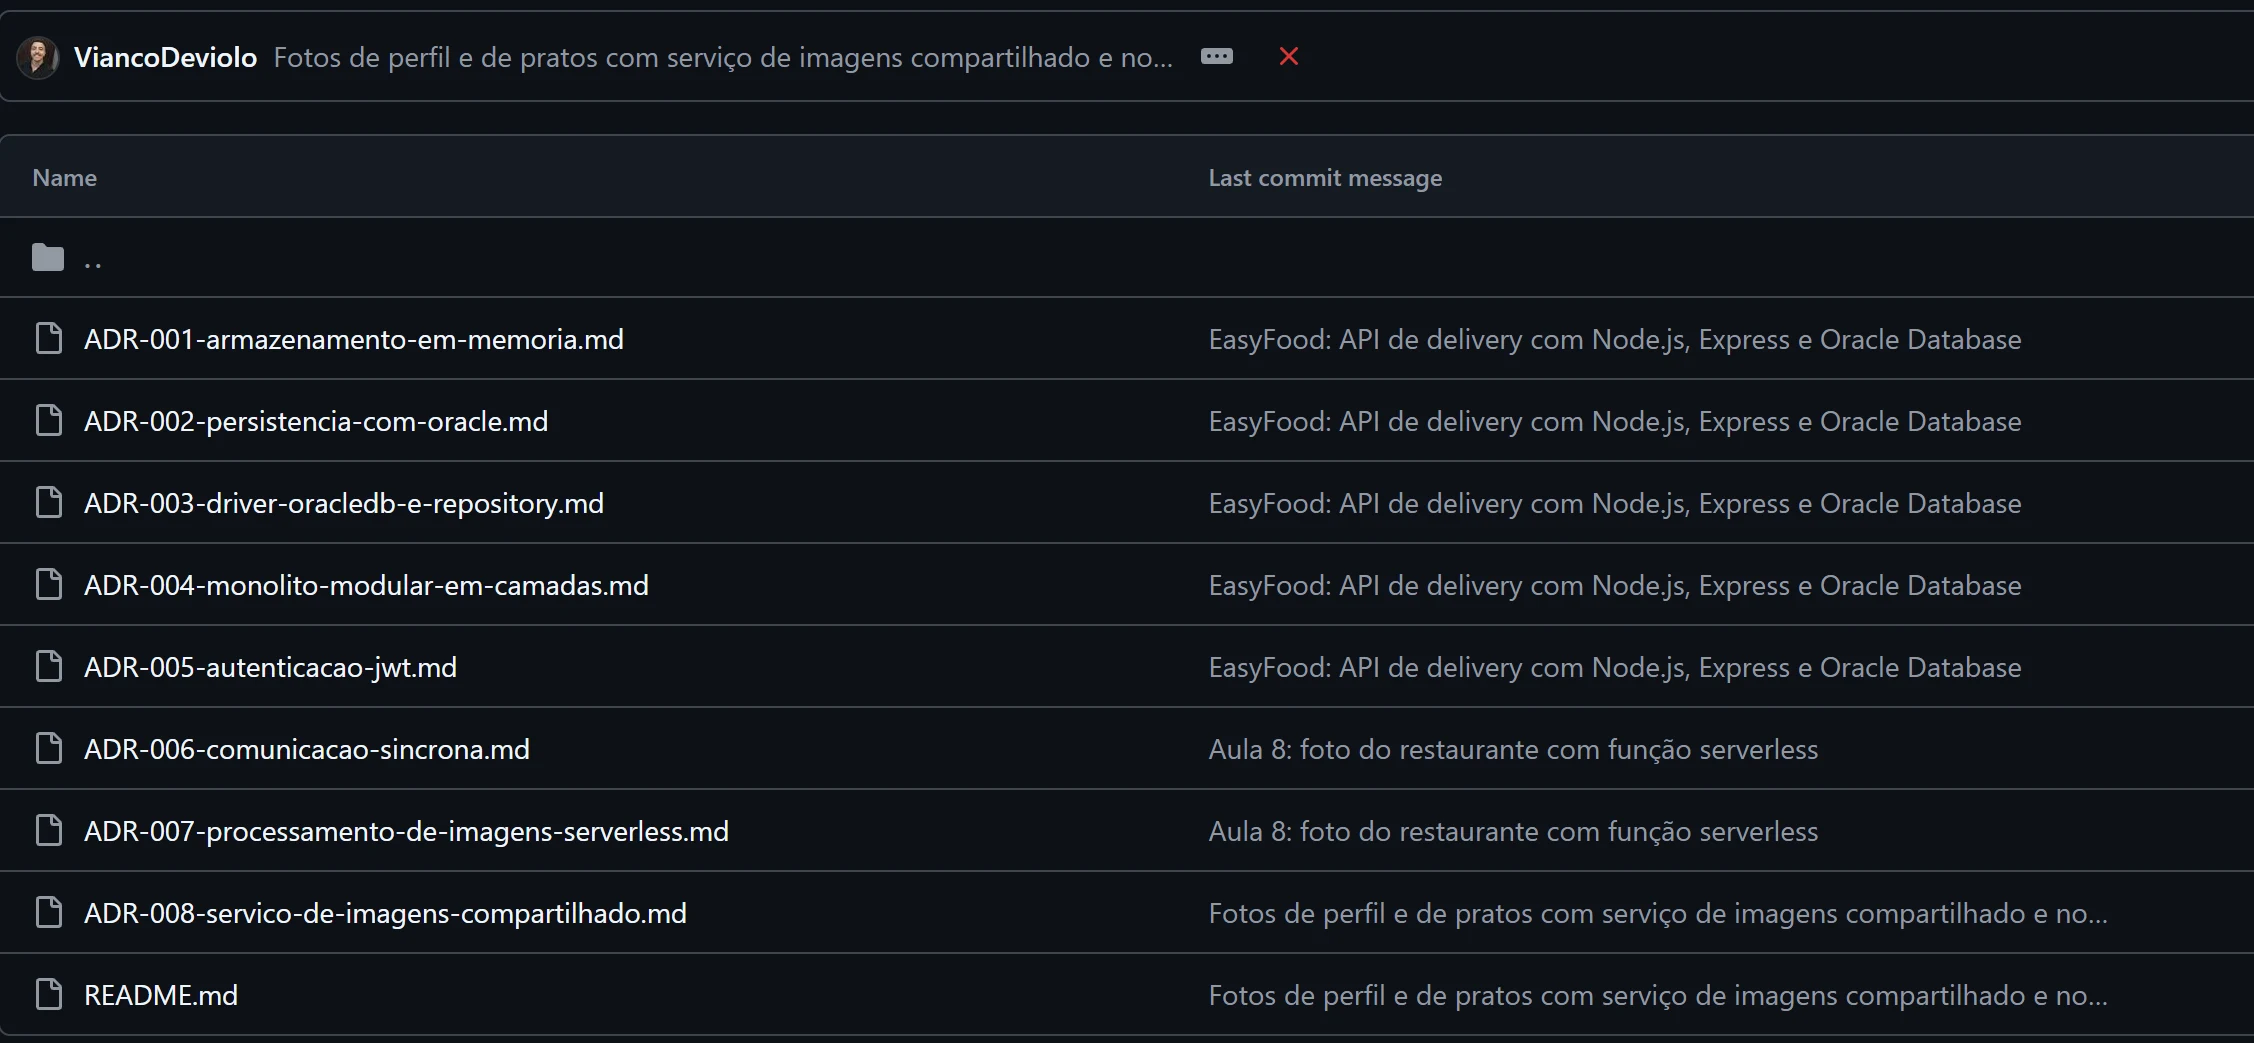 ViancoDeviolo Fotos de perfil e de pratos com serviço de imagens compartilhado e no...
Name Last commit message
..
ADR-001-armazenamento-em-memoria.md EasyFood: API de delivery com Node.js, Express e Oracle Database
ADR-002-persistencia-com-oracle.md EasyFood: API de delivery com Node.js, Express e Oracle Database
ADR-003-driver-oracledb-e-repository.md EasyFood: API de delivery com Node.js, Express e Oracle Database
ADR-004-monolito-modular-em-camadas.md EasyFood: API de delivery com Node.js, Express e Oracle Database
ADR-005-autenticacao-jwt.md EasyFood: API de delivery com Node.js, Express e Oracle Database
ADR-006-comunicacao-sincrona.md Aula 8: foto do restaurante com função serverless
ADR-007-processamento-de-imagens-serverless.md Aula 8: foto do restaurante com função serverless
ADR-008-servico-de-imagens-compartilhado.md Fotos de perfil e de pratos com serviço de imagens compartilhado e no...
README.md Fotos de perfil e de pratos com serviço de imagens compartilhado e no...